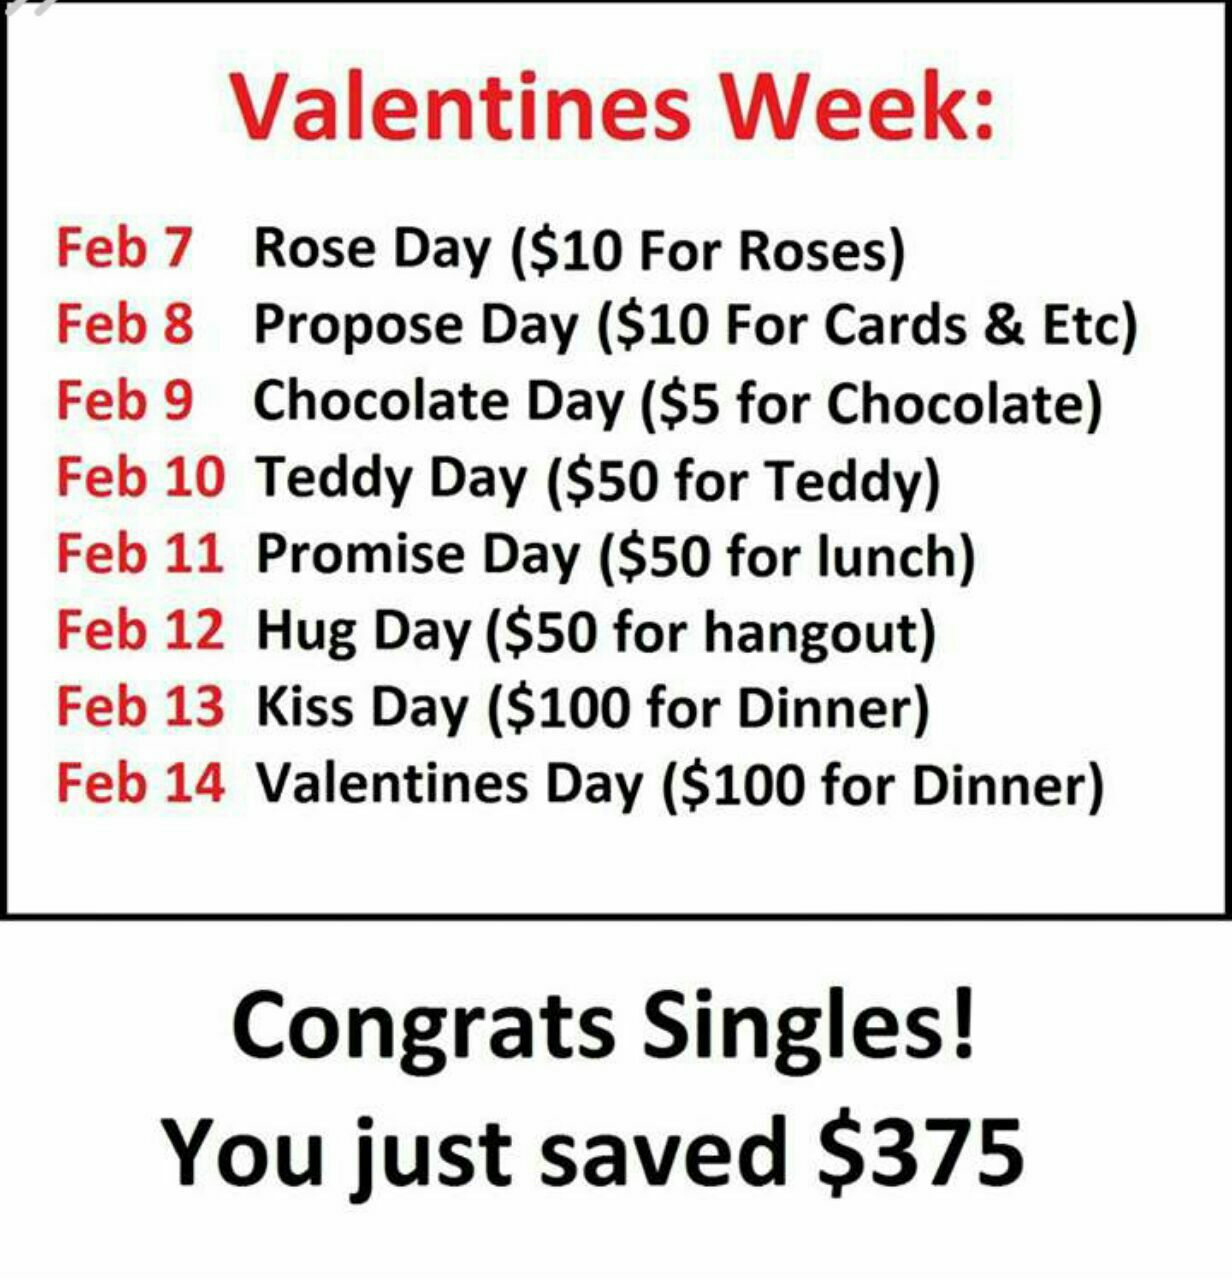 Valentines Week:
Feb 7 Rose Day ($10 For Roses)
Feb 8 Propose Day ($10 For Cards & Etc)
Feb 9 Chocolate Day ($5 for Chocolate)
Feb 10 Teddy Day ($50 for Teddy)
Feb 11 Promise Day ($50 for lunch)
Feb 12 Hug Day ($50 for hangout)
Feb 13 Kiss Day ($100 for Dinner)
Feb 14 Valentines Day ($100 for Dinner)
Congrats Singles!
You just saved $375